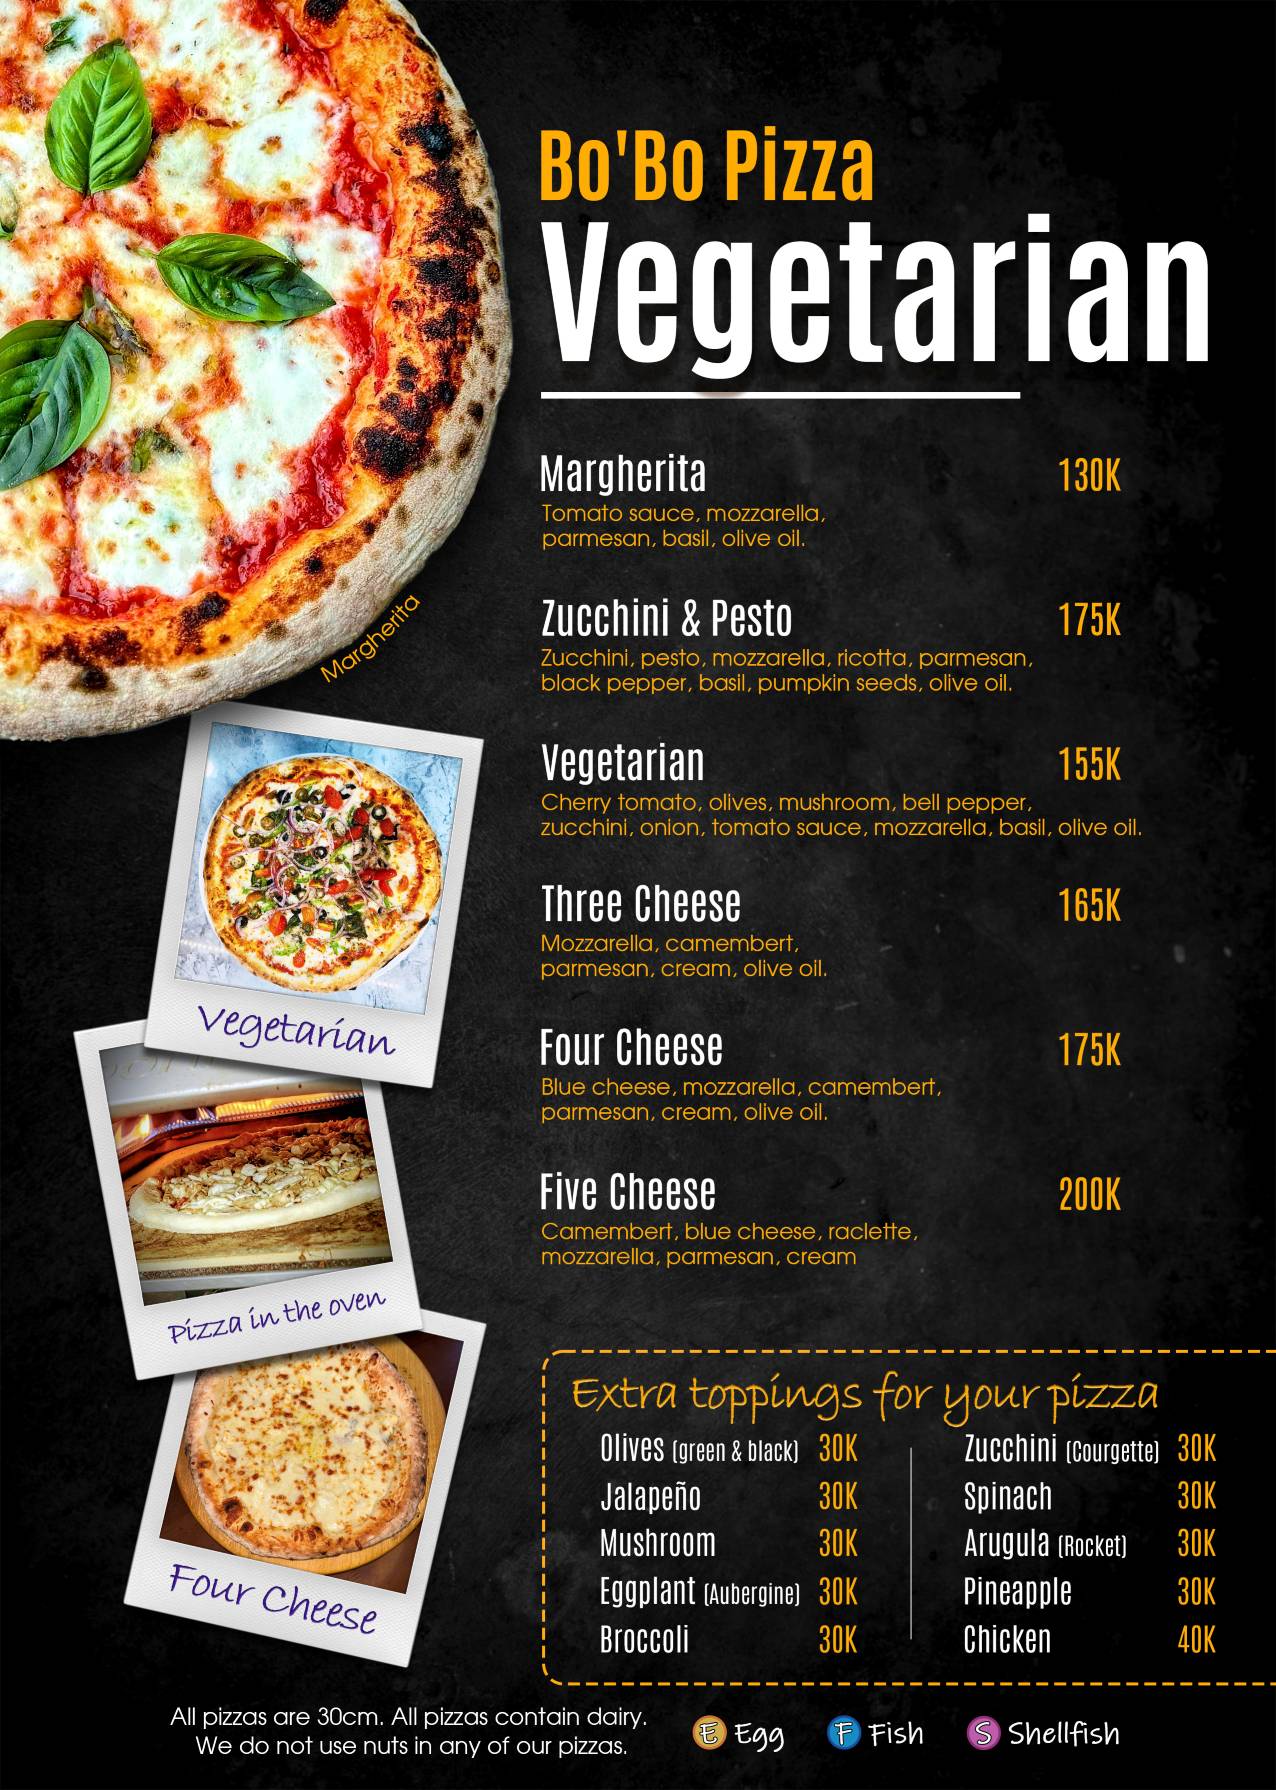 Bo'Bo Pizza
Vegetarian
Margherita 130K
Tomato sauce, mozzarella,
parmesan, basil, olive oil.
Zucchini & Pesto 175K
Zucchini, pesto, mozzarella, ricotta, parmesan,
black pepper, basil, pumpkin seeds, olive oil.
Vegetarian 155K
Cherry tomato, olives, mushroom, bell pepper,
zucchini, onion, tomato sauce, mozzarella, basil, olive oil.
Three Cheese 165K
Mozzarella, camembert,
parmesan, cream, olive oil.
Four Cheese 175K
Blue cheese, mozzarella, camembert,
parmesan, cream, olive oil.
Five Cheese 200K
Camembert, blue cheese, raclette,
mozzarella, parmesan, cream
Margherita
Vegetarian
Pizza in the oven
Four Cheese
Extra toppings for your pizza
Olives (green & black) 30K
Jalapeño 30K
Mushroom 30K
Eggplant (Aubergine) 30K
Broccoli 30K
Zucchini (Courgette) 30K
Spinach 30K
Arugula (Rocket) 30K
Pineapple 30K
Chicken 40K
All pizzas are 30cm. All pizzas contain dairy.
We do not use nuts in any of our pizzas.
E Egg F Fish S Shellfish